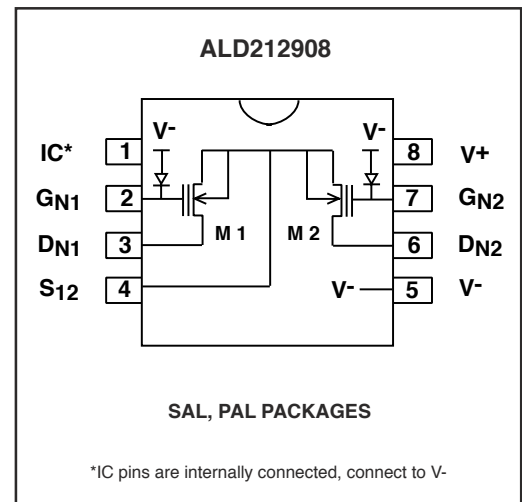 ALD212908
V- V-
IC* 1 8 V+
GN1 2 7 GN2
DN1 3 M 1 M 2 6 DN2
S12 4 V- 5 V-
SAL, PAL PACKAGES
*IC pins are internally connected, connect to V-